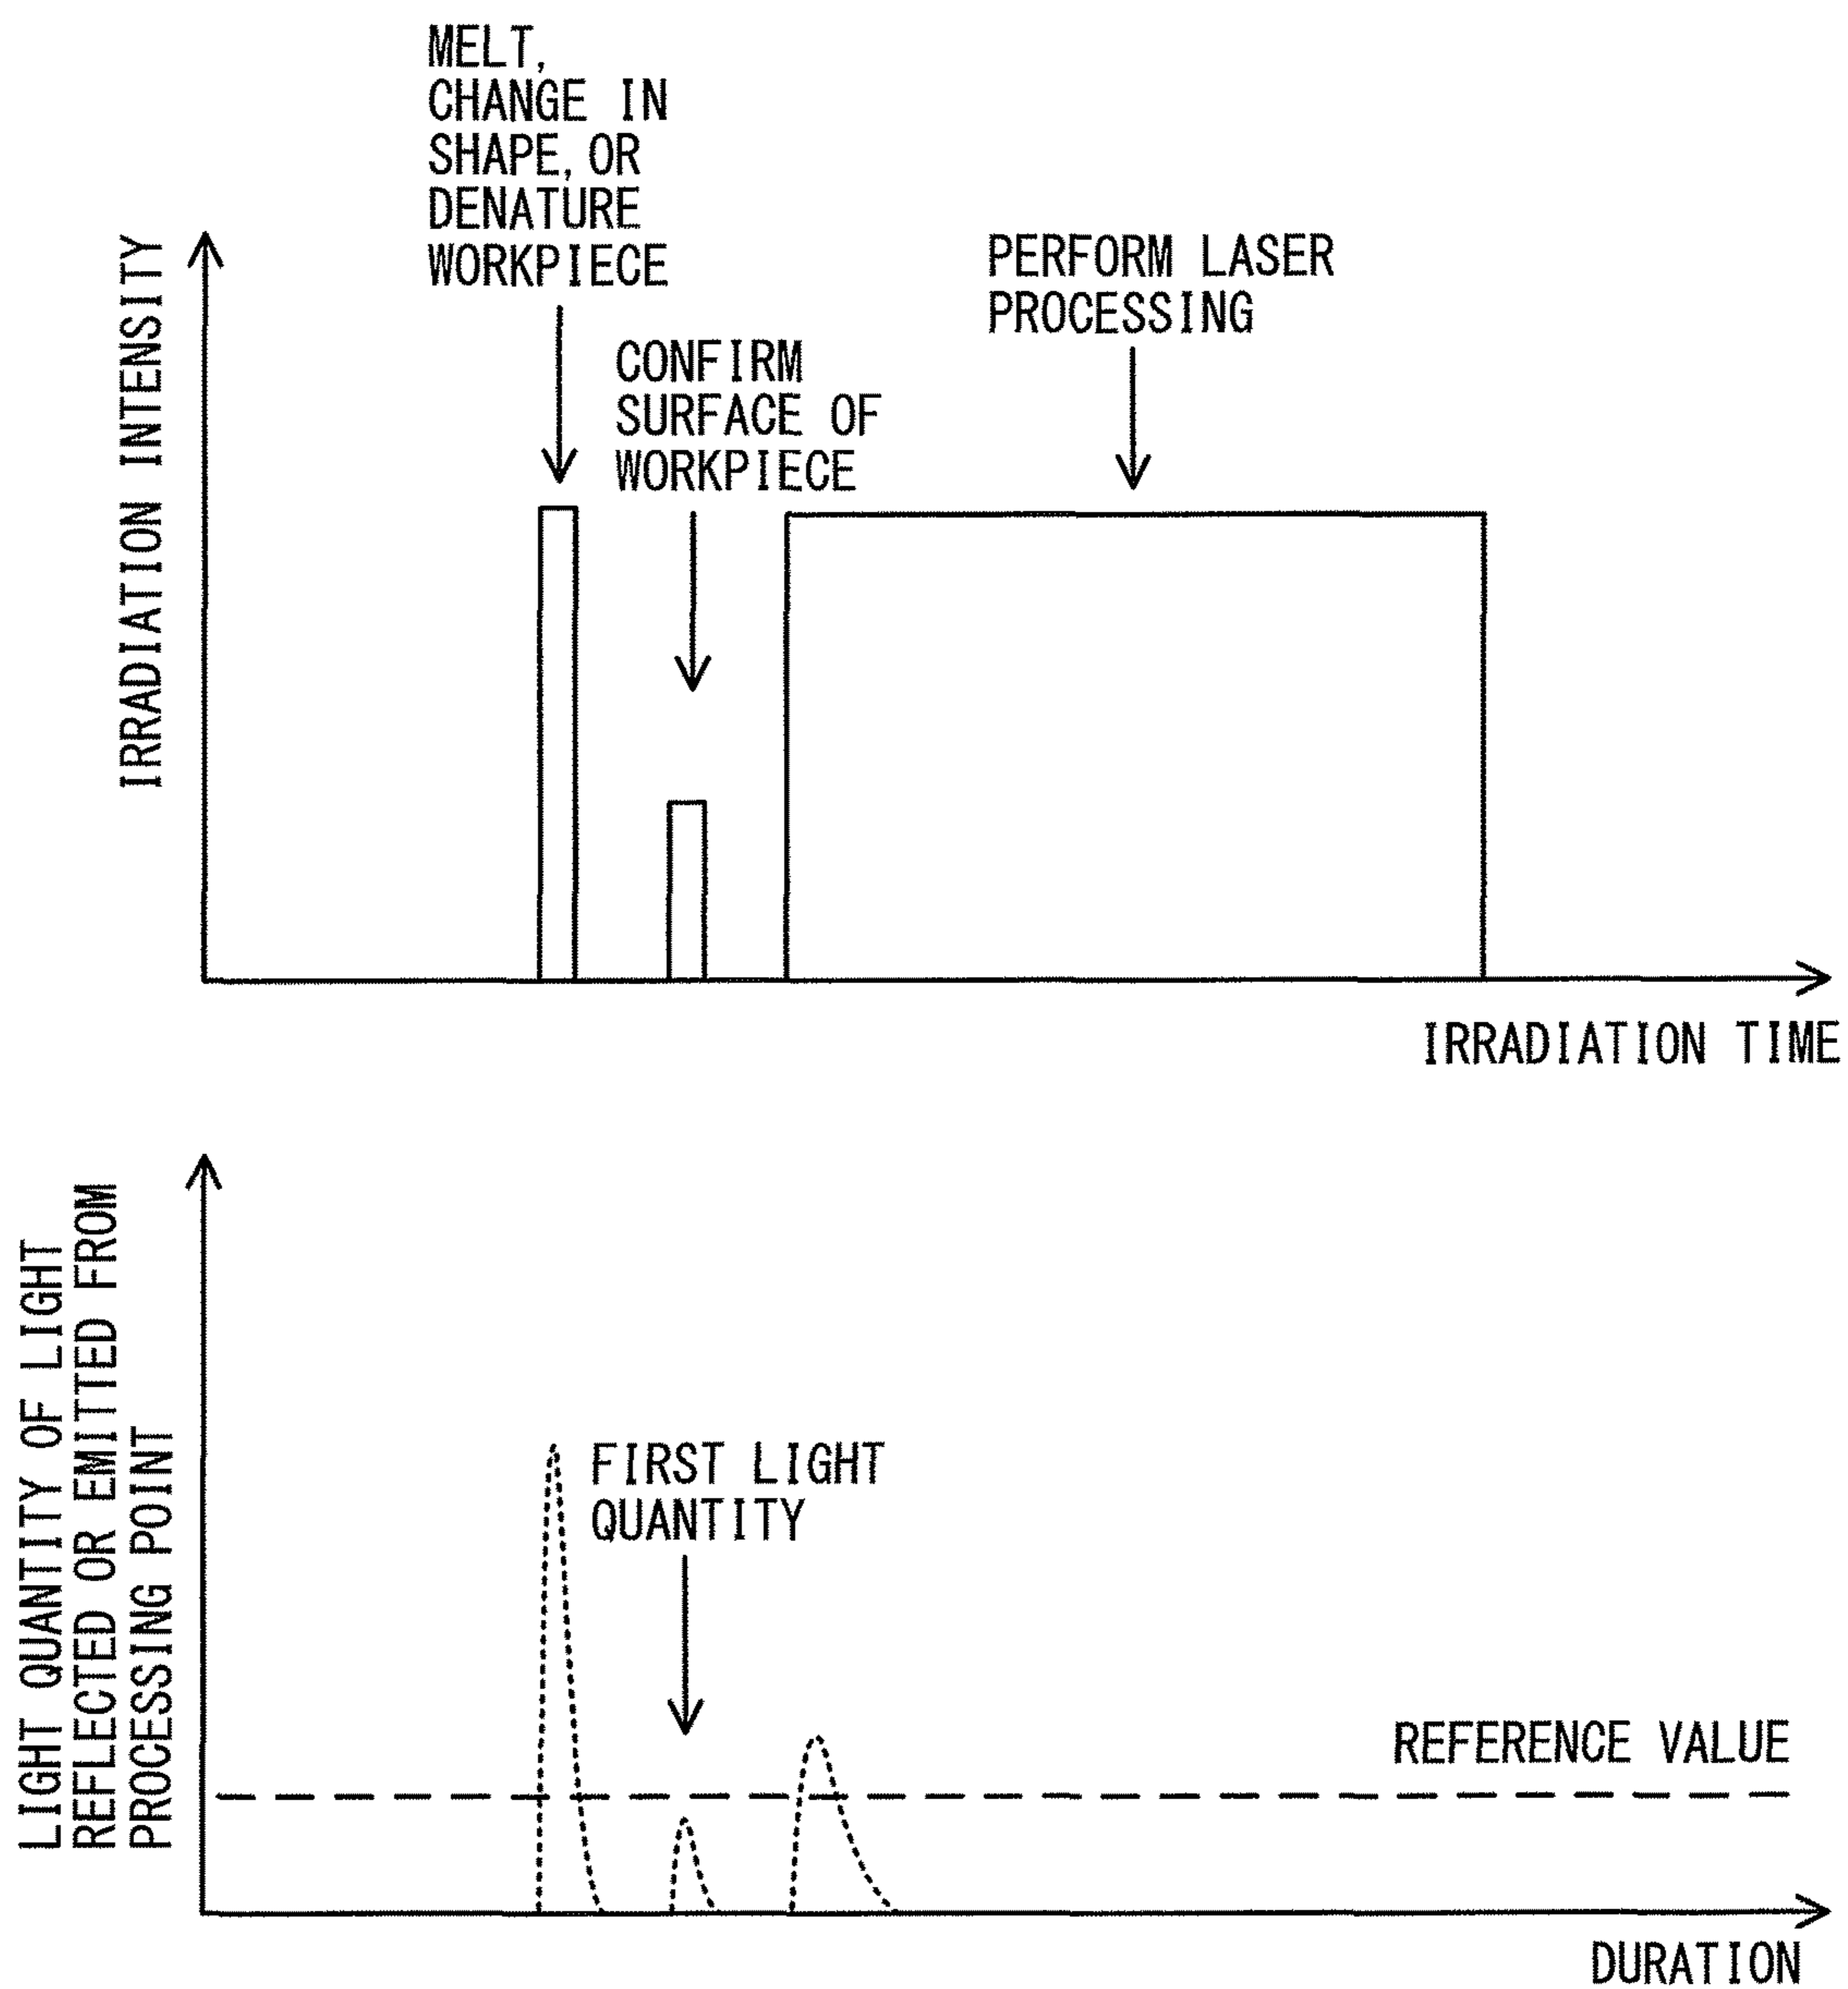 MELT,
CHANGE IN
SHAPE, OR
DENATURE
WORKPIECE
PERFORM LASER
PROCESSING
CONFIRM
SURFACE OF
WORKPIECE
IRRADIATION INTENSITY
IRRADIATION TIME
LIGHT QUANTITY OF LIGHT
REFLECTED OR EMITTED FROM
PROCESSING POINT
FIRST LIGHT
QUANTITY
REFERENCE VALUE
DURATION